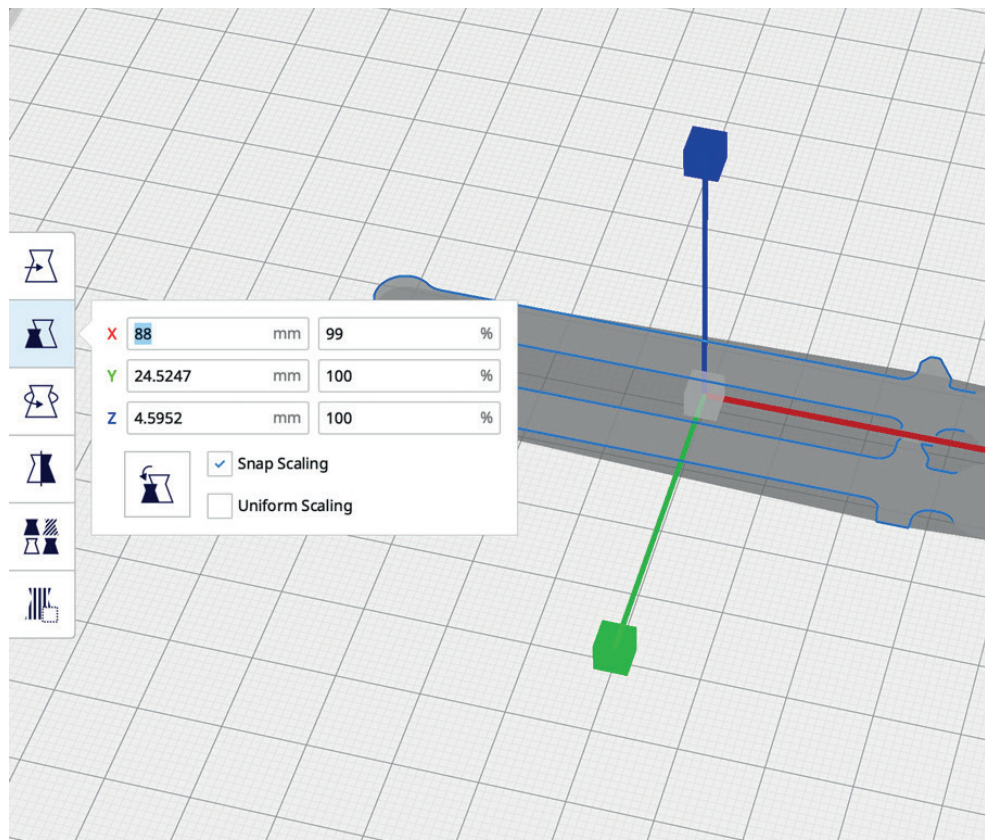 X 88 mm 99 %
Y 24.5247 mm 100 %
Z 4.5952 mm 100 %
Snap Scaling
Uniform Scaling